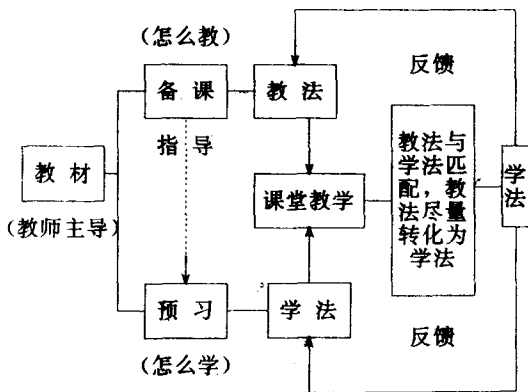 (怎么教)
备课
教法
反馈
指导
教材
(教师主导)
课堂教学
教法与
学法匹
配，教
法尽量
转化为
学法
学法
预习
学法
反馈
(怎么学)